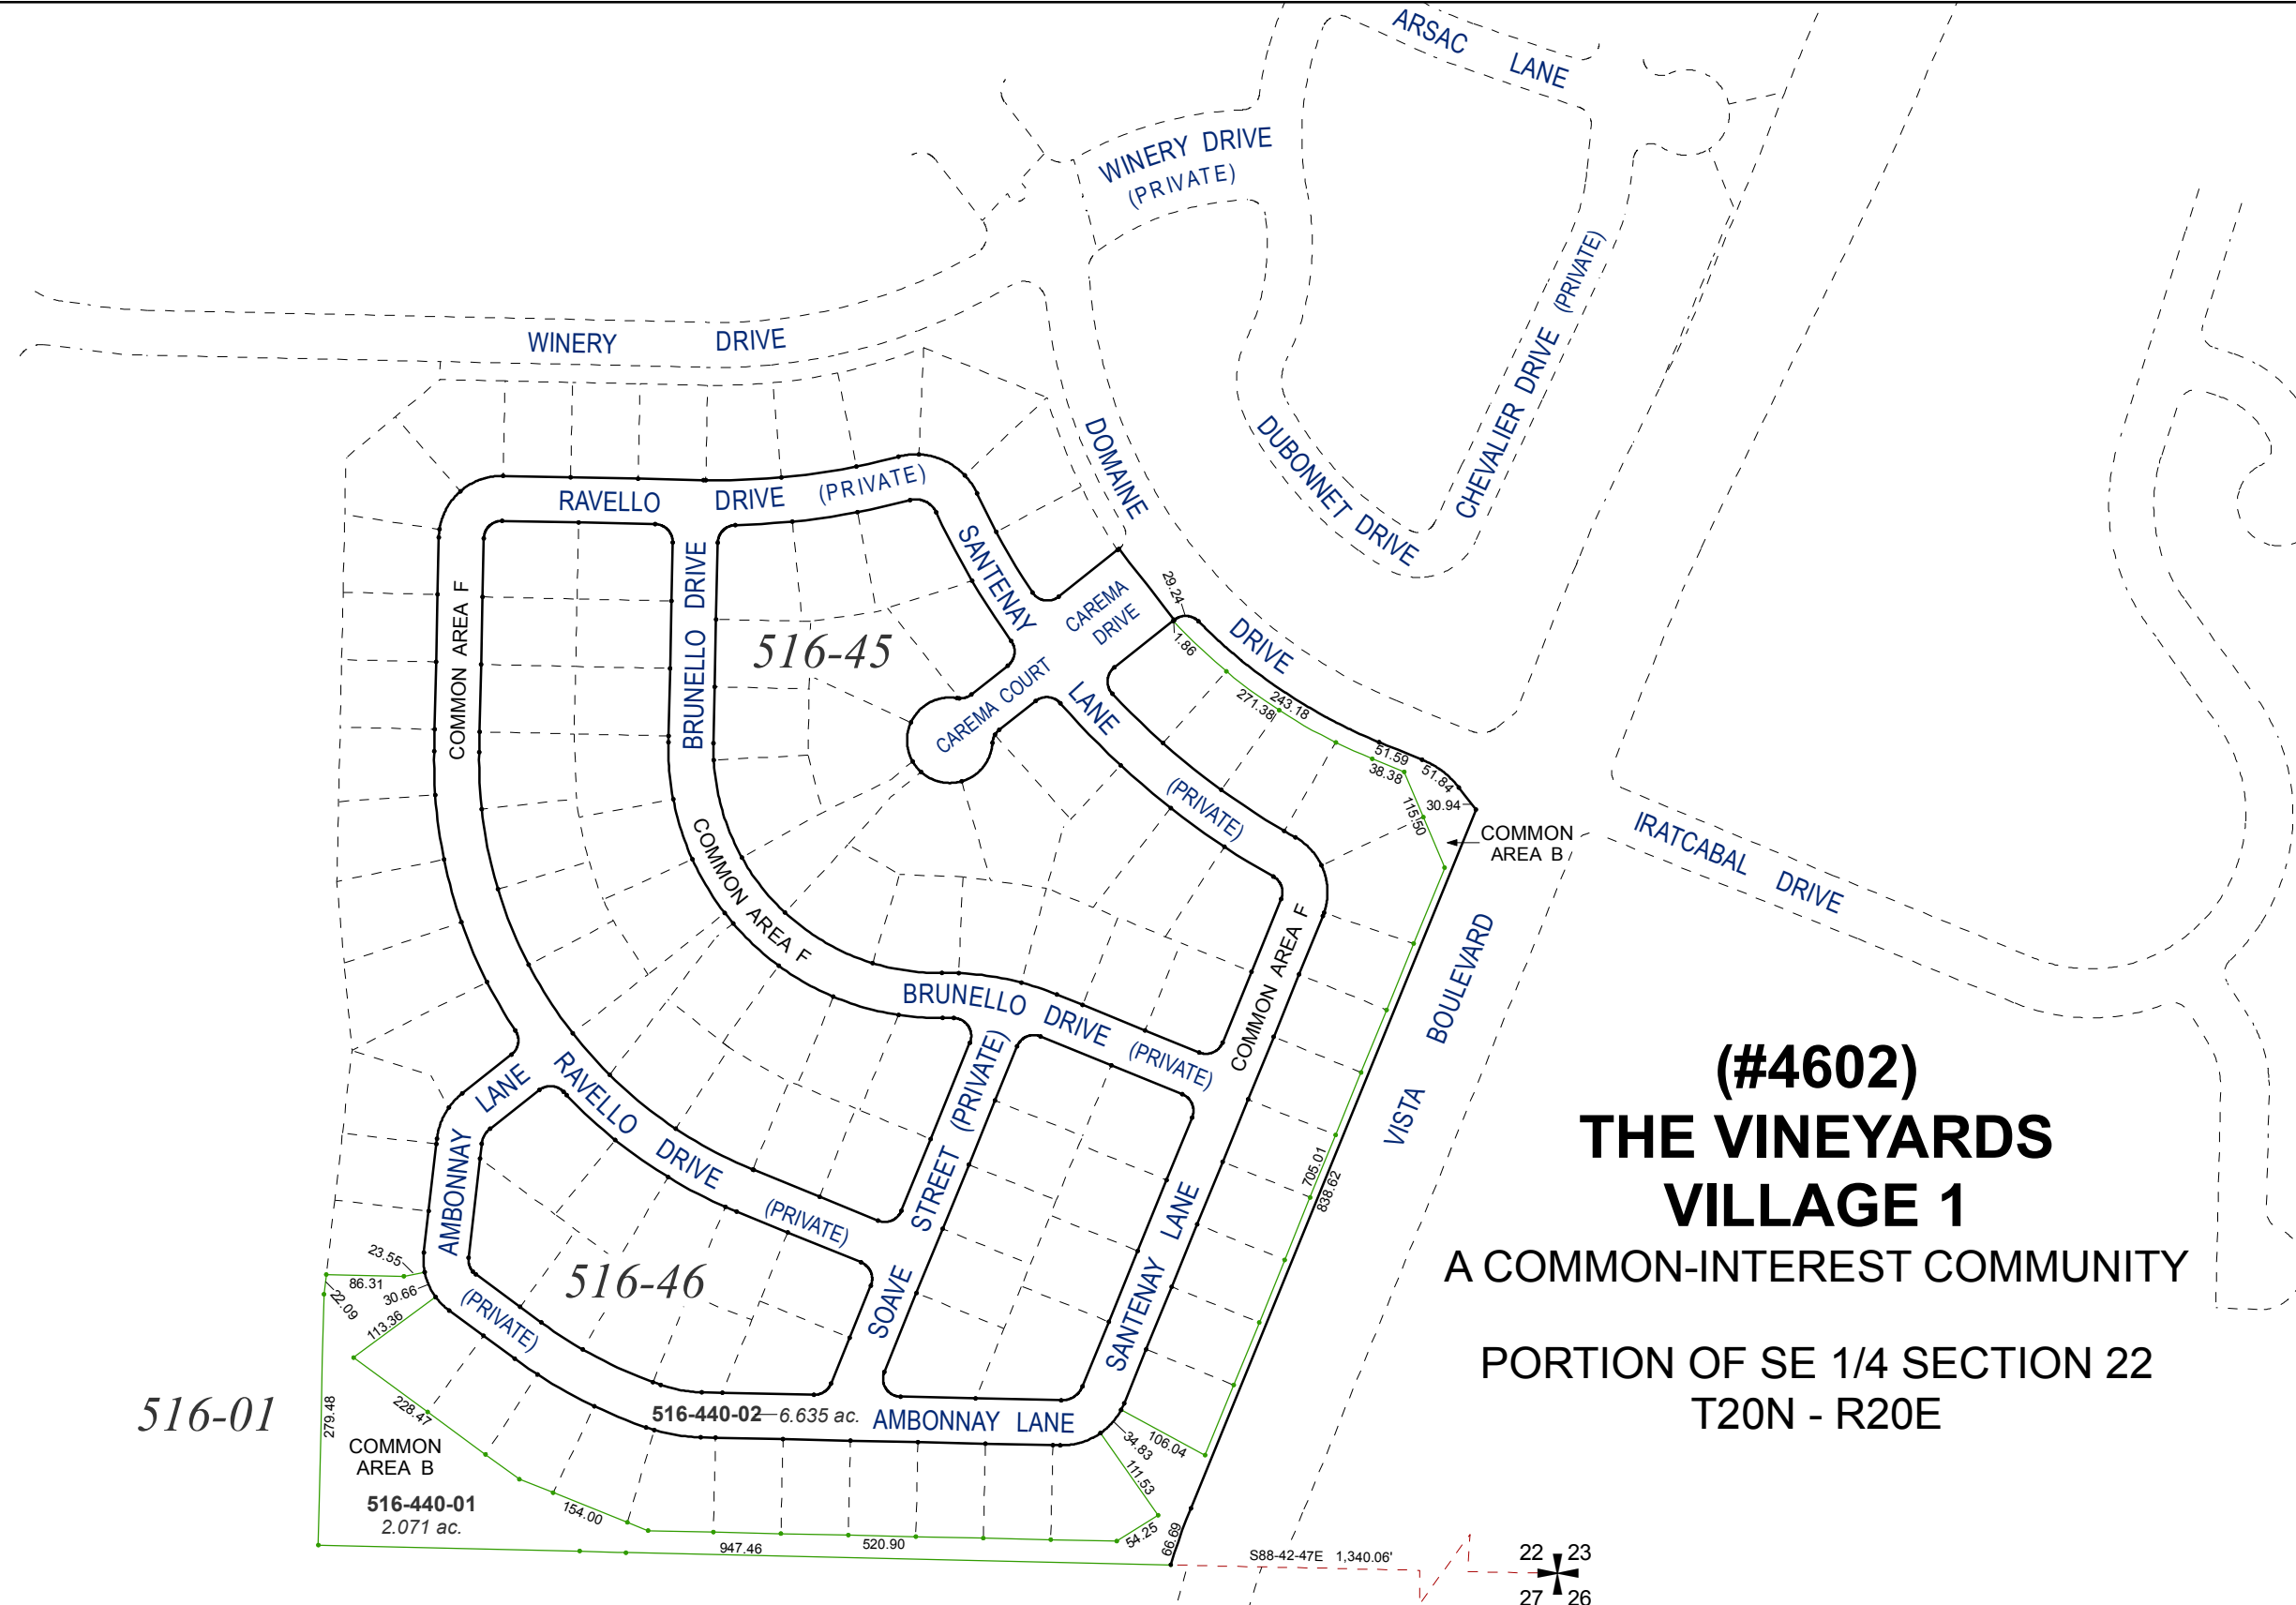 ARSAC LANE
WINERY DRIVE
(PRIVATE)
WINERY DRIVE
CHEVALIER DRIVE (PRIVATE)
DUBONNET DRIVE
DOMAINE DRIVE
RAVELLO DRIVE (PRIVATE)
SANTENAY LANE (PRIVATE)
BRUNELLO DRIVE
COMMON AREA F
516-45
CAREMA
DRIVE
CAREMA COURT
29.24
1.86
271.38
243.18
51.59
38.38
51.84
30.94
115.50
COMMON
AREA B
IRATCABAL DRIVE
COMMON AREA F
COMMON AREA F
BRUNELLO DRIVE (PRIVATE)
VISTA BOULEVARD
LANE
AMBONNAY
(PRIVATE)
RAVELLO DRIVE (PRIVATE)
SOAVE STREET (PRIVATE)
SANTENAY LANE
705.01
838.62
(#4602)
THE VINEYARDS
VILLAGE 1
A COMMON-INTEREST COMMUNITY
PORTION OF SE 1/4 SECTION 22
T20N - R20E
23.55
86.31
30.66
22.09
113.36
516-46
516-01
279.48
228.47
516-440-02 6.635 ac.
AMBONNAY LANE
COMMON
AREA B
516-440-01
2.071 ac.
154.00
947.46
520.90
34.83
106.04
111.53
54.25
66.69
S88-42-47E 1,340.06'
22 23
27 26